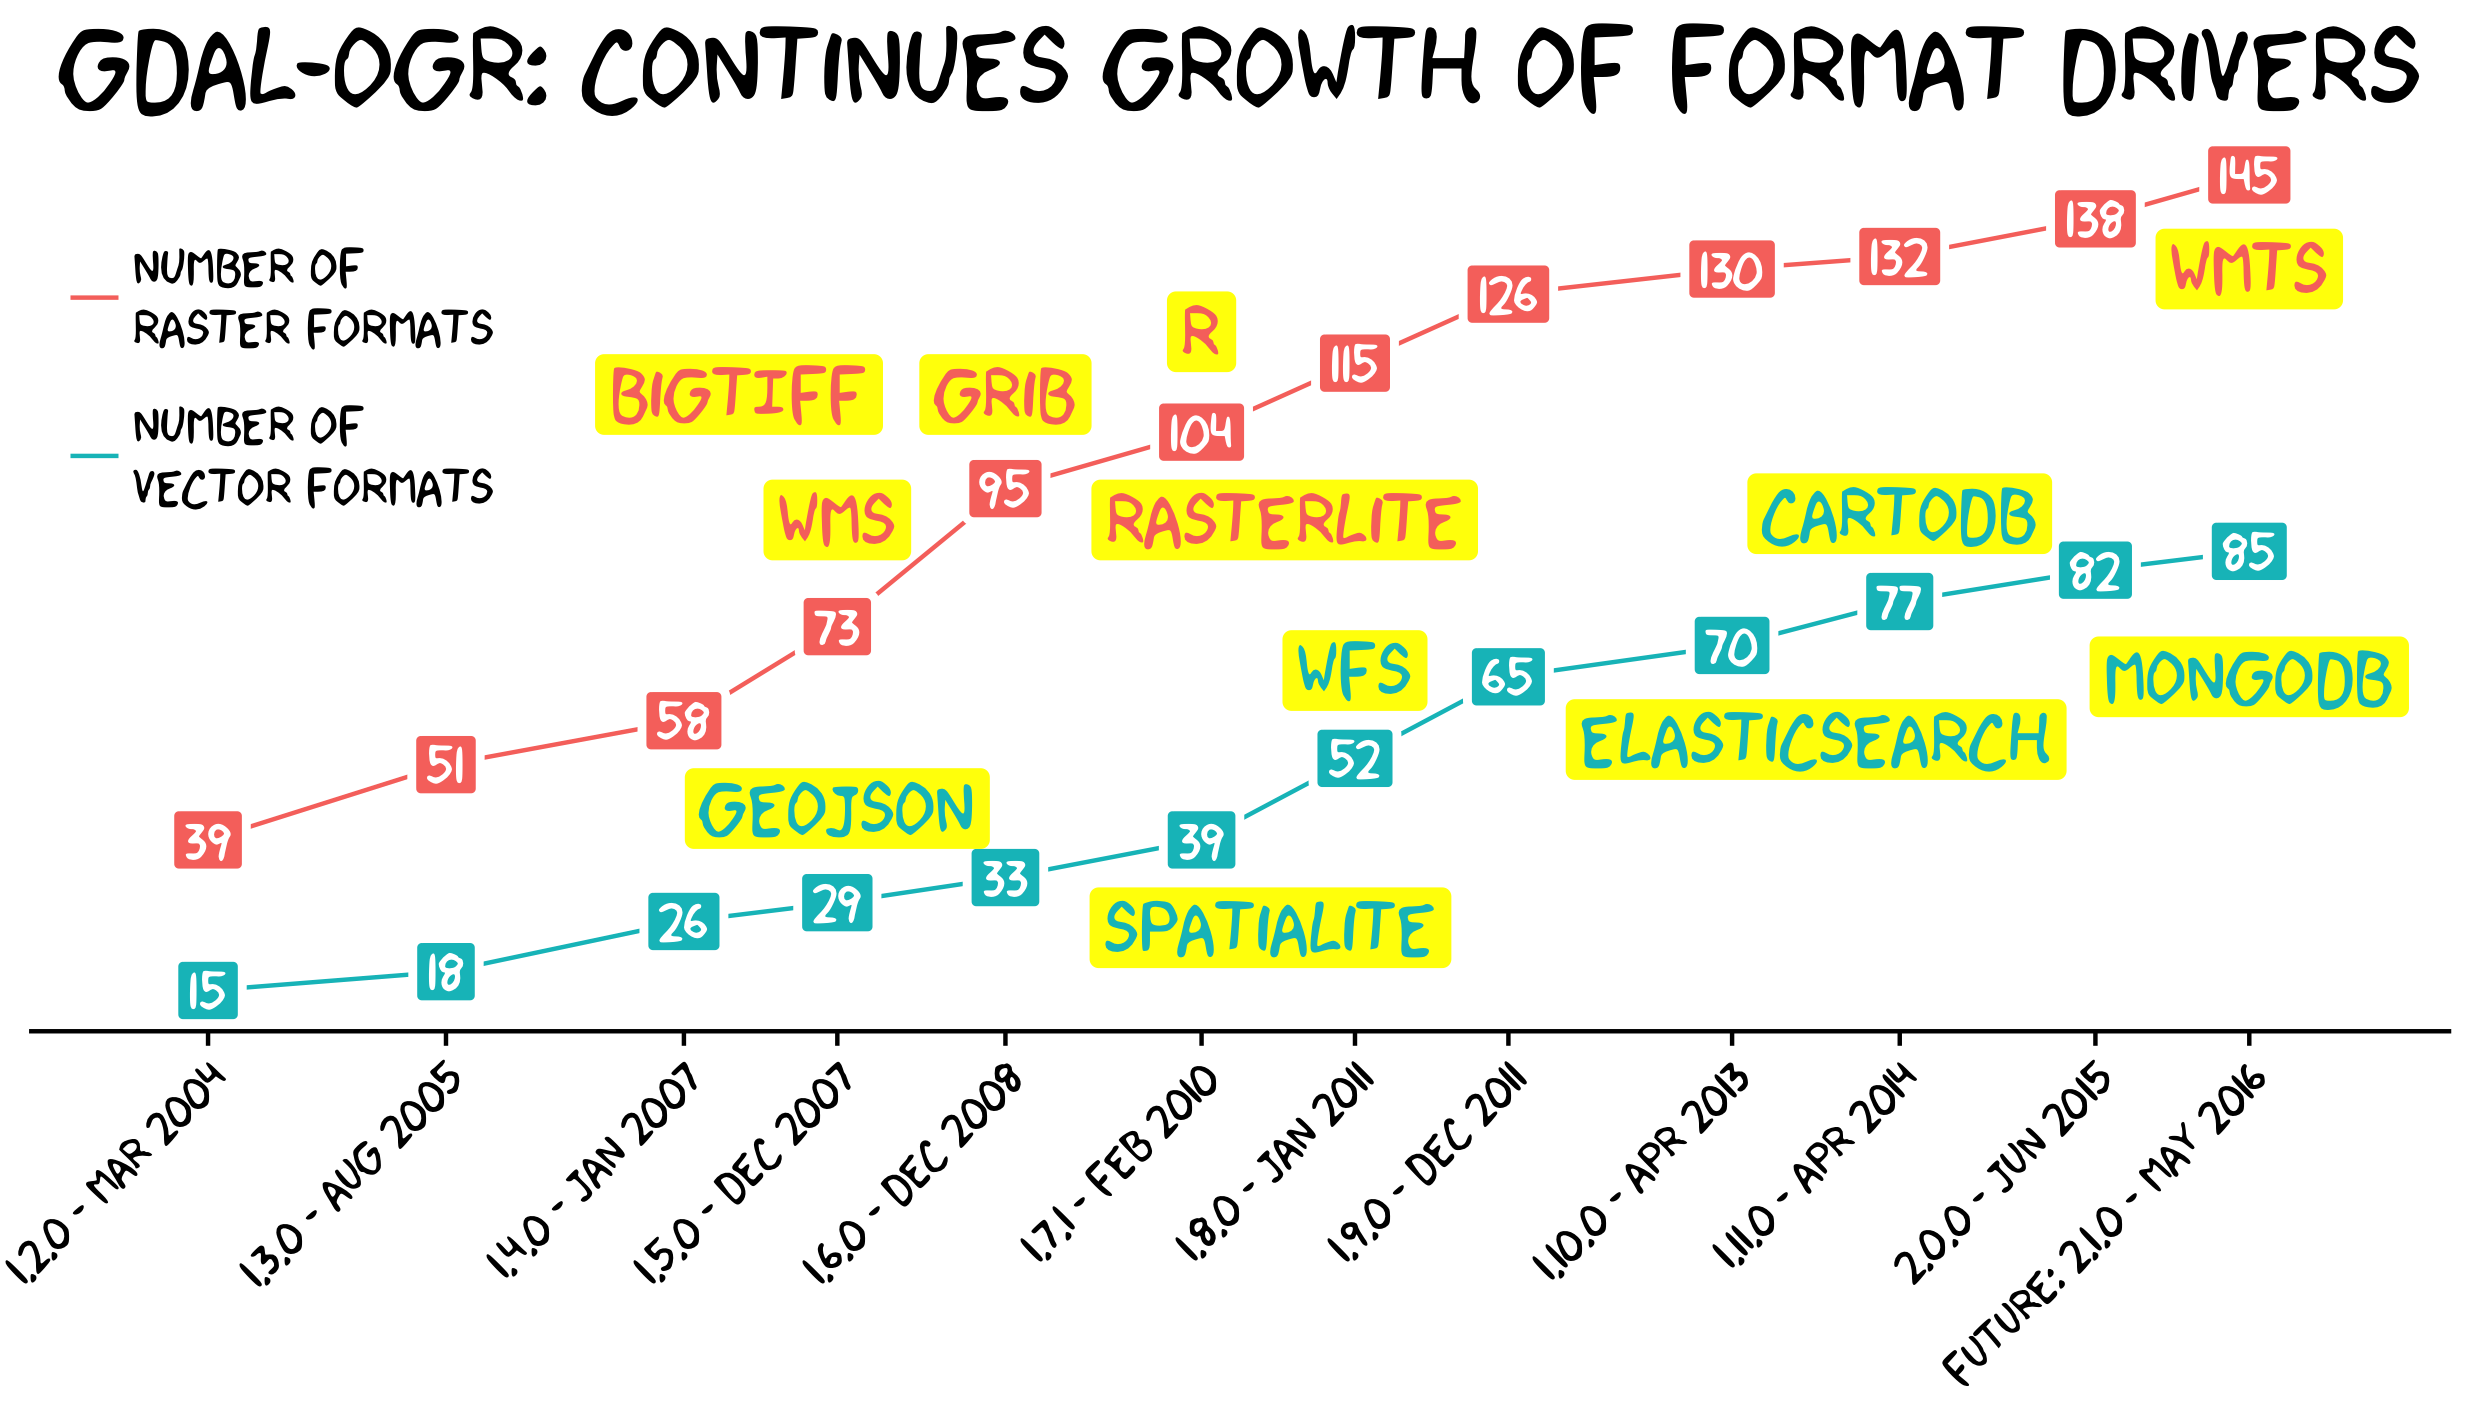 GDAL-OGR: CONTINUES GROWTH OF FORMAT DRIVERS
NUMBER OF
RASTER FORMATS
NUMBER OF
VECTOR FORMATS
145
138
WMTS
132
130
126
R
115
BIGTIFF
GRIB
104
95
WMS
RASTERLITE
CARTODB
85
82
77
73
WFS
70
65
MONGODB
58
ELASTICSEARCH
51
52
GEOJSON
39
39
33
29
26
SPATIALITE
18
15
1.2.0 - MAR 2004
1.3.0 - AUG 2005
1.4.0 - JAN 2007
1.5.0 - DEC 2007
1.6.0 - DEC 2008
1.7.1 - FEB 2010
1.8.0 - JAN 2011
1.9.0 - DEC 2011
1.10.0 - APR 2013
1.11.0 - APR 2014
2.0.0 - JUN 2015
FUTURE: 2.1.0 - MAY 2016